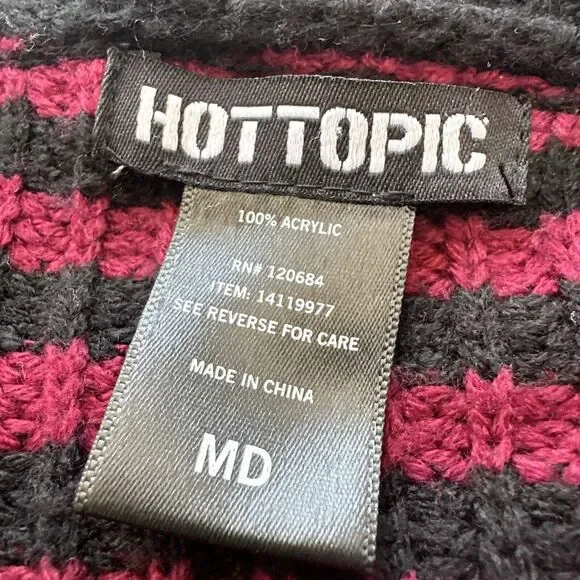 HOTTOPIC
100% ACRYLIC
RN# 120684
ITEM: 14119977
SEE REVERSE FOR CARE
MADE IN CHINA
MD